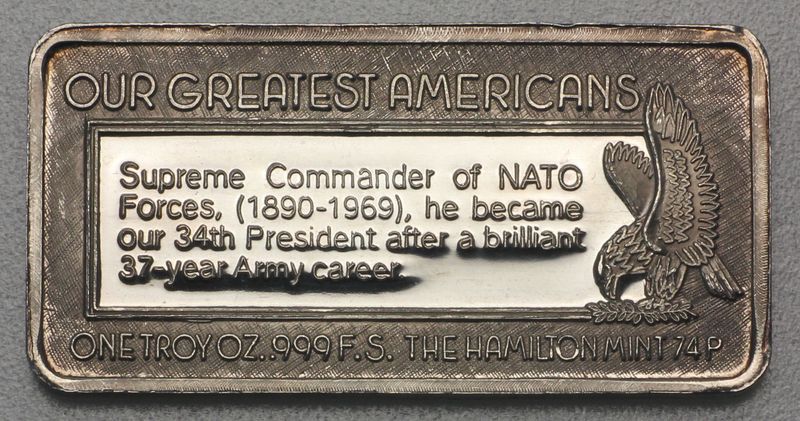 OUR GREATEST AMERICANS
Supreme Commander of NATO
Forces, (1890-1969), he became
our 34th President after a brilliant
37-year Army career.
ONE TROY OZ. .999 F.S. THE HAMILTON MINT 74P